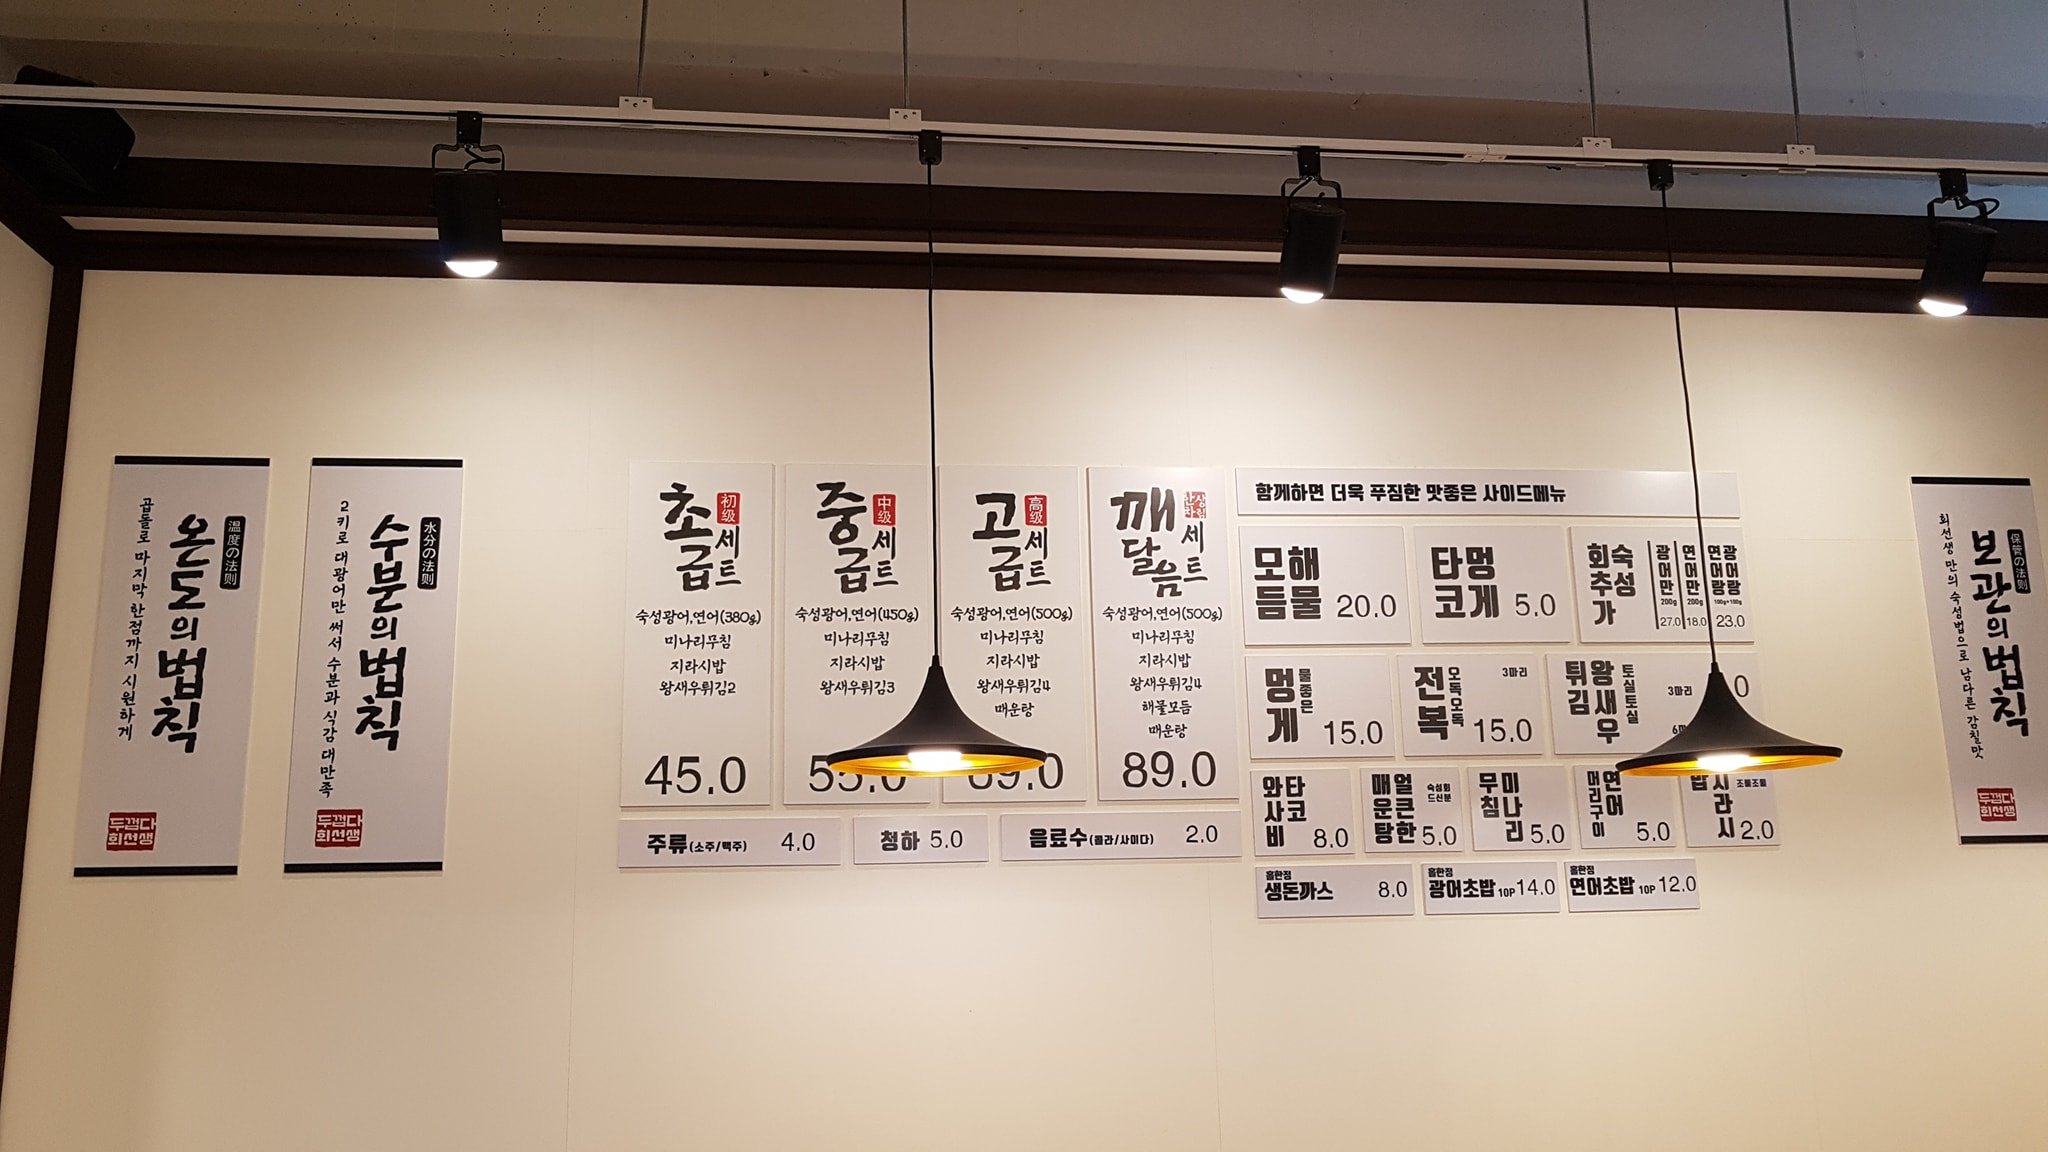 온도의 법칙
温度の法则
곱돌로 마지막 한점까지 시원하게
두껍다
회선생
수분의 법칙
水分の法则
2키로 대광어만 써서 수분과 식감 대만족
두껍다
회선생
초급 세트
初级
숙성광어,연어(380g)
미나리무침
지라시밥
왕새우튀김2
45.0
중급 세트
中级
숙성광어,연어(450g)
미나리무침
지라시밥
왕새우튀김3
고급 세트
高级
숙성광어,연어(500g)
미나리무침
지라시밥
왕새우튀김4
매운탕
깨달음 세트
한상차림
숙성광어,연어(500g)
미나리무침
지라시밥
왕새우튀김4
해물모듬
매운탕
89.0
주류(소주/맥주) 4.0
청하 5.0
음료수(콜라/사이다) 2.0
함께하면 더욱 푸짐한 맛좋은 사이드메뉴
해물모듬 20.0
멍게타코 5.0
숙성회추가
광어만 200g 27.0
연어만 200g 18.0
광어랑 연어랑 100g+100g 23.0
물좋은 멍게 15.0
오독오독 전복 3마리 15.0
토실토실 왕새우튀김 3마리
타코와사비 8.0
얼큰한매운탕 숙성회드신분 5.0
미나리무침 5.0
연어머리구이 5.0
지라시밥 조물조물 2.0
홀한정
생돈까스 8.0
홀한정
광어초밥 10P 14.0
홀한정
연어초밥 10P 12.0
보관의 법칙
保管の法则
회선생 만의 숙성법으로 남다른 감칠맛
두껍다
회선생